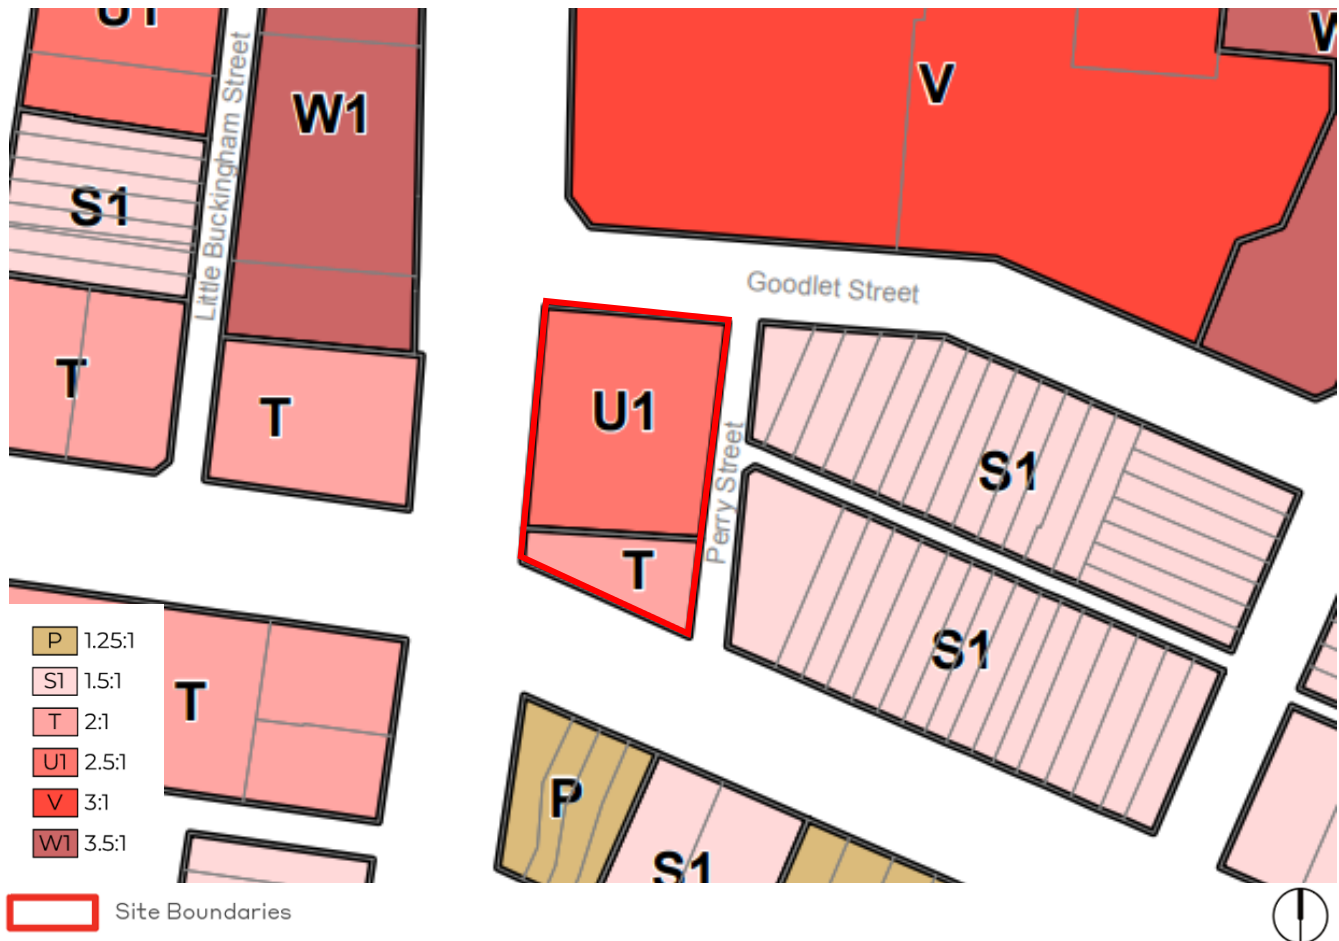 U1
W1
V
W
Little Buckingham Street
S1
Goodlet Street
T
T
U1
Perry Street
S1
T
S1
T
P
S1
P 1.25:1
S1 1.5:1
T 2:1
U1 2.5:1
V 3:1
W1 3.5:1
Site Boundaries